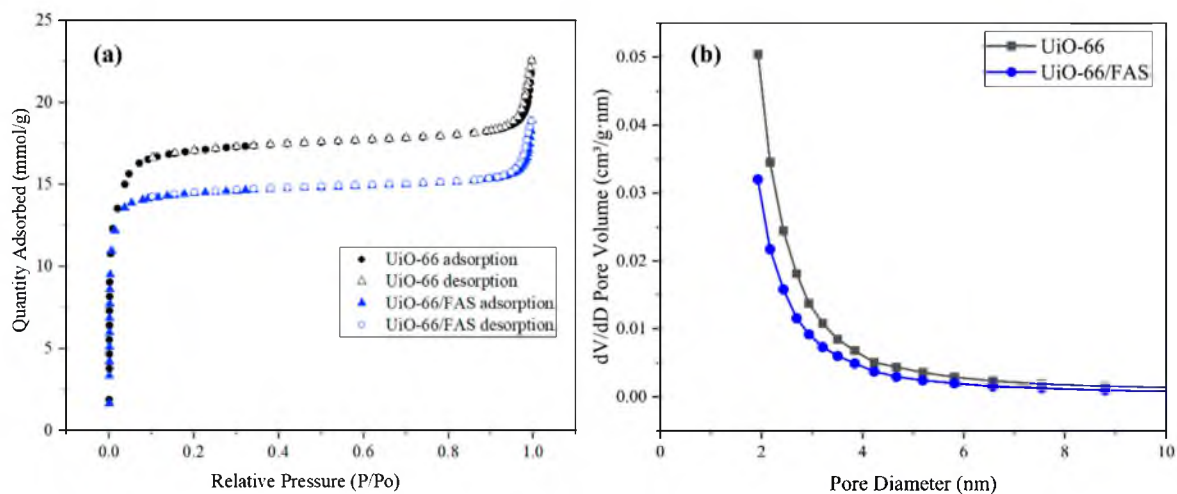 (a)
25
20
15
10
5
0
Quantity Adsorbed (mmol/g)
0.0 0.2 0.4 0.6 0.8 1.0
Relative Pressure (P/Po)
UiO-66 adsorption
UiO-66 desorption
UiO-66/FAS adsorption
UiO-66/FAS desorption
(b)
UiO-66
UiO-66/FAS
0.05
0.04
0.03
0.02
0.01
0.00
dV/dD Pore Volume (cm³/g·nm)
0 2 4 6 8 10
Pore Diameter (nm)